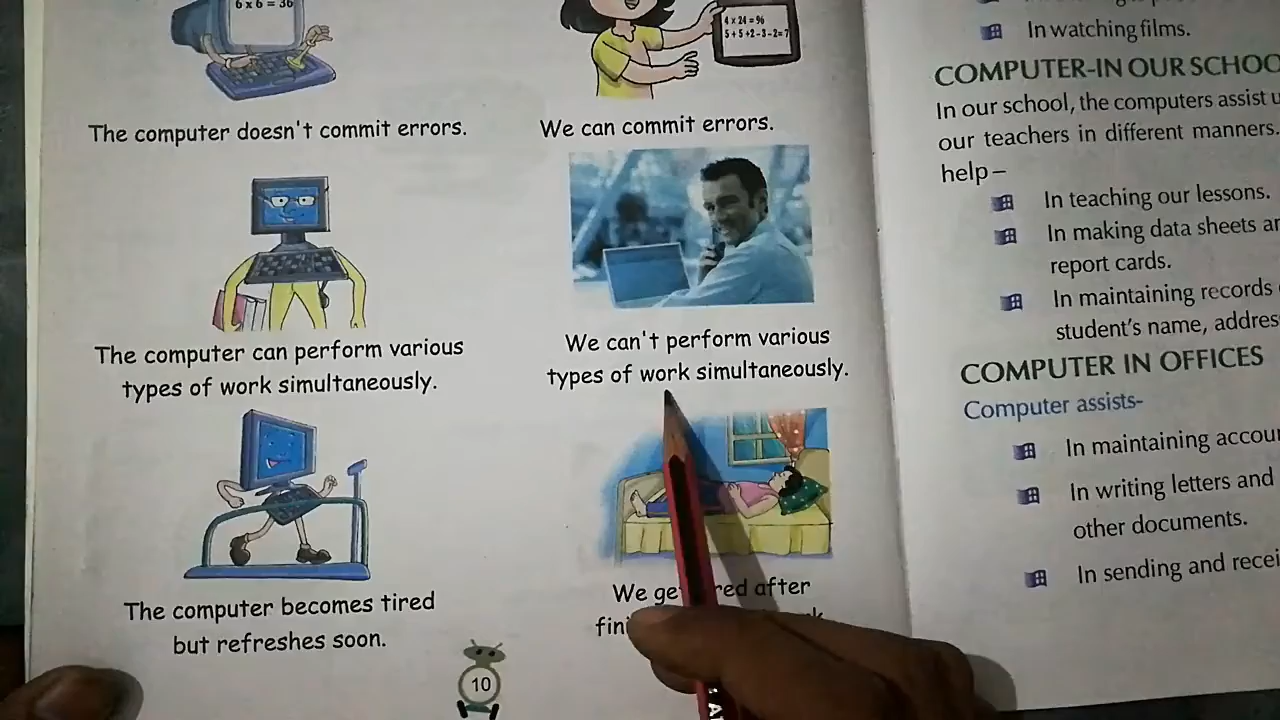 6 x 6 = 36
4 x 24 = 96
5+5+2-3-2=7
The computer doesn't commit errors.
We can commit errors.
The computer can perform various
types of work simultaneously.
We can't perform various
types of work simultaneously.
The computer becomes tired
but refreshes soon.
We get after
10
In watching films.
COMPUTER-IN OUR SCHOO
In our school, the computers assist u
our teachers in different manners.
help–
In teaching our lessons.
In making data sheets
report cards.
In maintaining records
student's name, addres
COMPUTER IN OFFICES
Computer assists-
In maintaining accou
In writing letters and
other documents.
In sending and recei